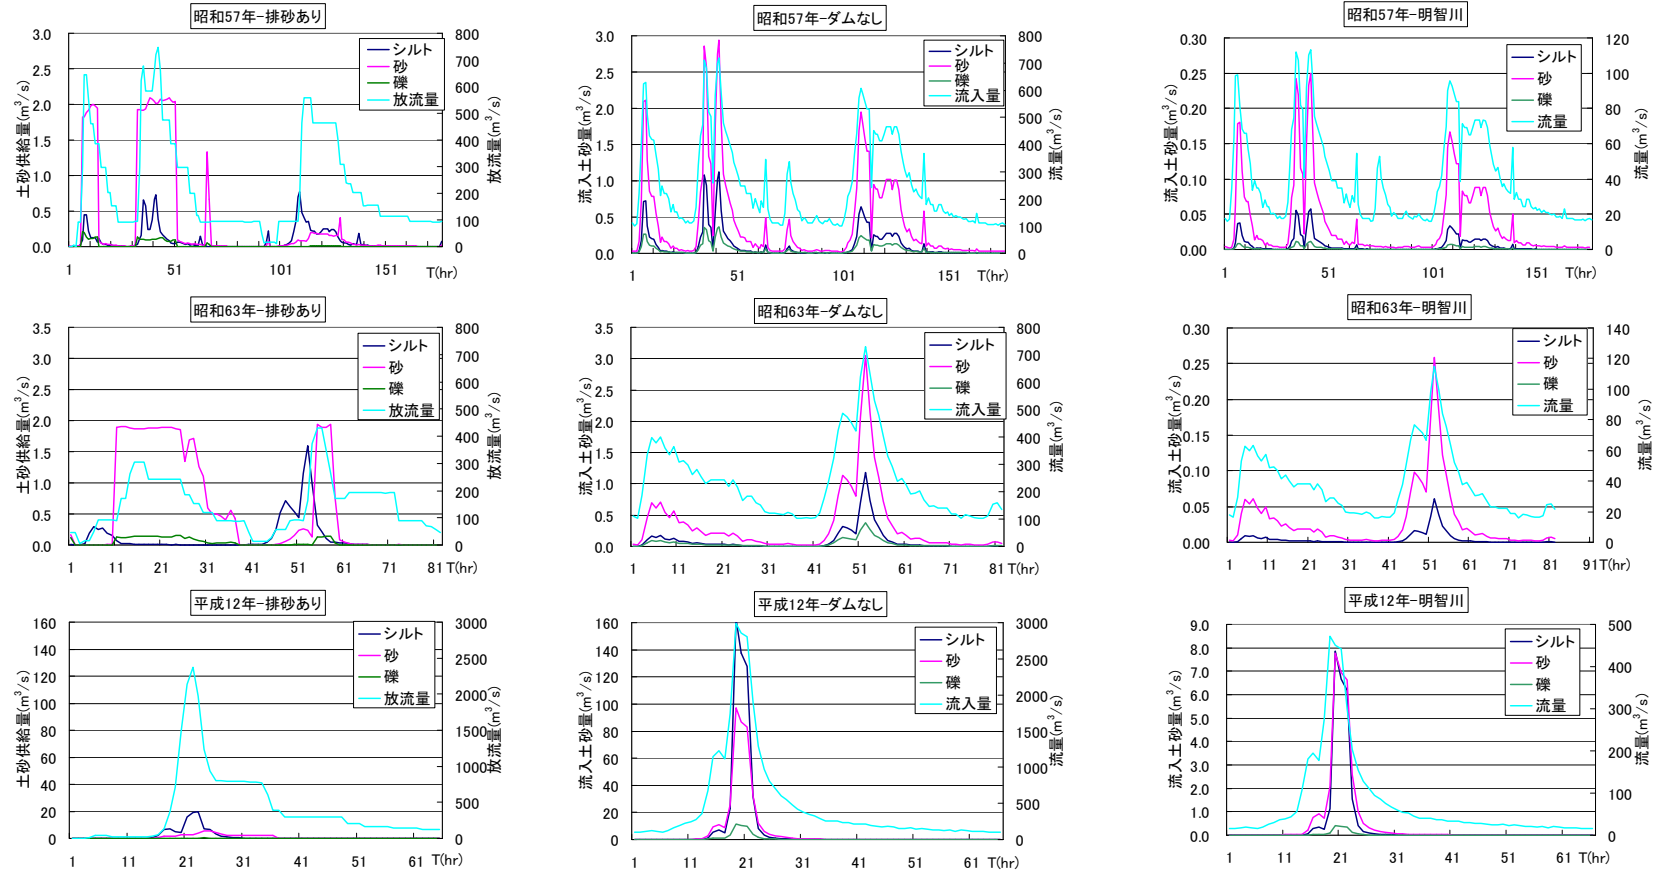 昭和57年-排砂あり
3.0
2.5
2.0
1.5
1.0
0.5
0.0
土砂供給量(m³/s)
シルト
砂
礫
放流量
800
700
600
500
400
300
200
100
0
放流量(m³/s)
1
51
101
151
T(hr)
昭和57年-ダムなし
3.0
2.5
2.0
1.5
1.0
0.5
0.0
流入土砂量(m³/s)
シルト
砂
礫
流入量
800
700
600
500
400
300
200
100
0
流量(m³/s)
1
51
101
151
T(hr)
昭和57年-明智川
0.30
0.25
0.20
0.15
0.10
0.05
0.00
流入土砂量(m³/s)
シルト
砂
礫
流量
120
100
80
60
40
20
0
流量(m³/s)
1
51
101
151
T(hr)
昭和63年-排砂あり
3.5
3.0
2.5
2.0
1.5
1.0
0.5
0.0
土砂供給量(m³/s)
シルト
砂
礫
放流量
800
700
600
500
400
300
200
100
0
放流量(m³/s)
1
11
21
31
41
51
61
71
81
T(hr)
昭和63年-ダムなし
3.5
3.0
2.5
2.0
1.5
1.0
0.5
0.0
流入土砂量(m³/s)
シルト
砂
礫
流入量
800
700
600
500
400
300
200
100
0
流量(m³/s)
1
11
21
31
41
51
61
71
81
T(hr)
昭和63年-明智川
0.30
0.25
0.20
0.15
0.10
0.05
0.00
流入土砂量(m³/s)
シルト
砂
礫
流量
140
120
100
80
60
40
20
0
流量(m³/s)
1
11
21
31
41
51
61
71
81
91
T(hr)
平成12年-排砂あり
160
140
120
100
80
60
40
20
0
土砂供給量(m³/s)
シルト
砂
礫
放流量
3000
2500
2000
1500
1000
500
0
放流量(m³/s)
1
11
21
31
41
51
61
T(hr)
平成12年-ダムなし
160
140
120
100
80
60
40
20
0
流入土砂量(m³/s)
シルト
砂
礫
流入量
3000
2500
2000
1500
1000
500
0
流量(m³/s)
1
11
21
31
41
51
61
T(hr)
平成12年-明智川
9.0
8.0
7.0
6.0
5.0
4.0
3.0
2.0
1.0
0.0
流入土砂量(m³/s)
シルト
砂
礫
流量
500
400
300
200
100
0
流量(m³/s)
1
11
21
31
41
51
61
T(hr)